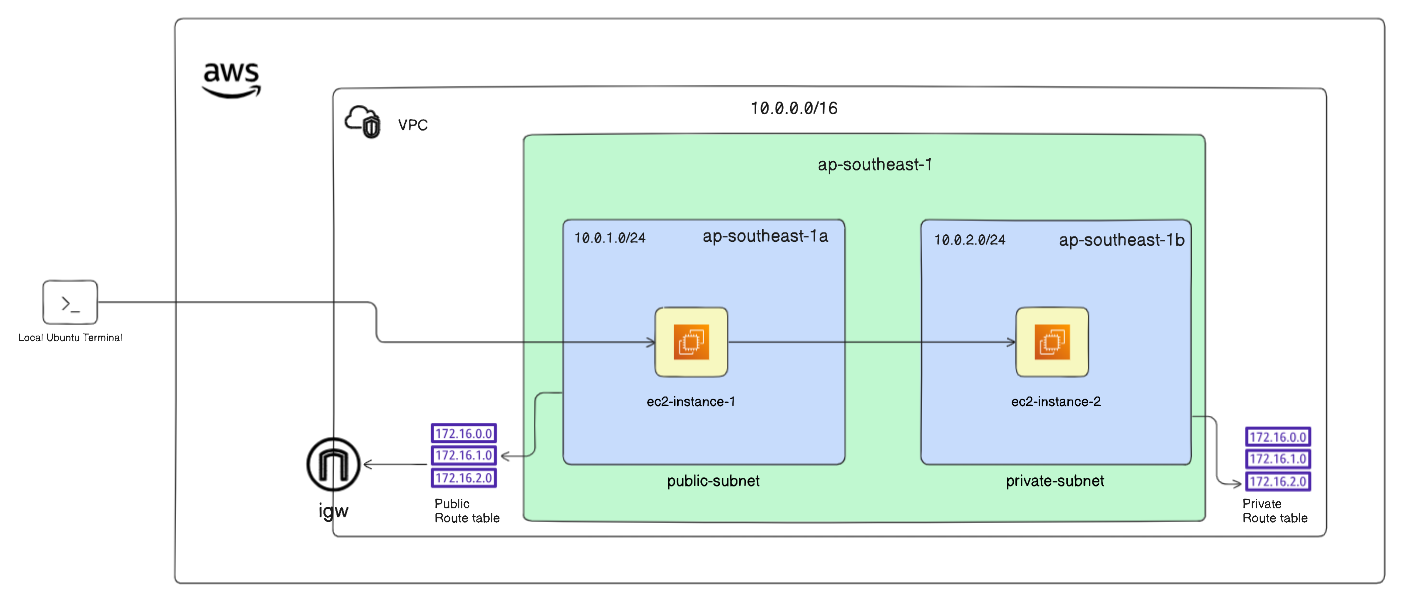 aws
10.0.0.0/16
VPC
ap-southeast-1
10.0.1.0/24
ap-southeast-1a
10.0.2.0/24
ap-southeast-1b
>_
Local Ubuntu Terminal
ec2-instance-1
ec2-instance-2
172.16.0.0
172.16.1.0
172.16.2.0
172.16.0.0
172.16.1.0
172.16.2.0
public-subnet
private-subnet
igw
Public
Route table
Private
Route table